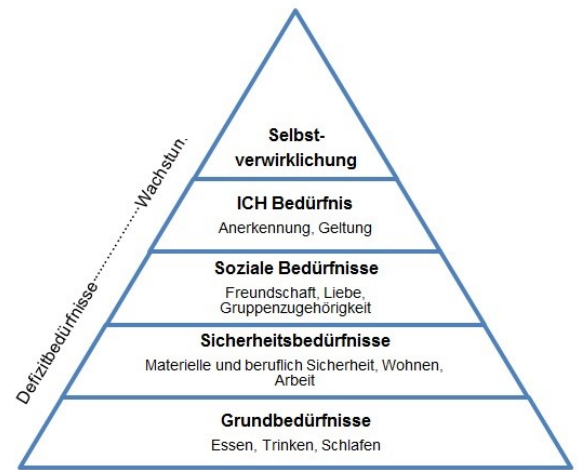 Selbst-
verwirklichung
ICH Bedürfnis
Anerkennung, Geltung
Soziale Bedürfnisse
Freundschaft, Liebe,
Gruppenzugehörigkeit
Sicherheitsbedürfnisse
Materielle und beruflich Sicherheit, Wohnen,
Arbeit
Grundbedürfnisse
Essen, Trinken, Schlafen
Defizitbedürfnisse............Wachstun.